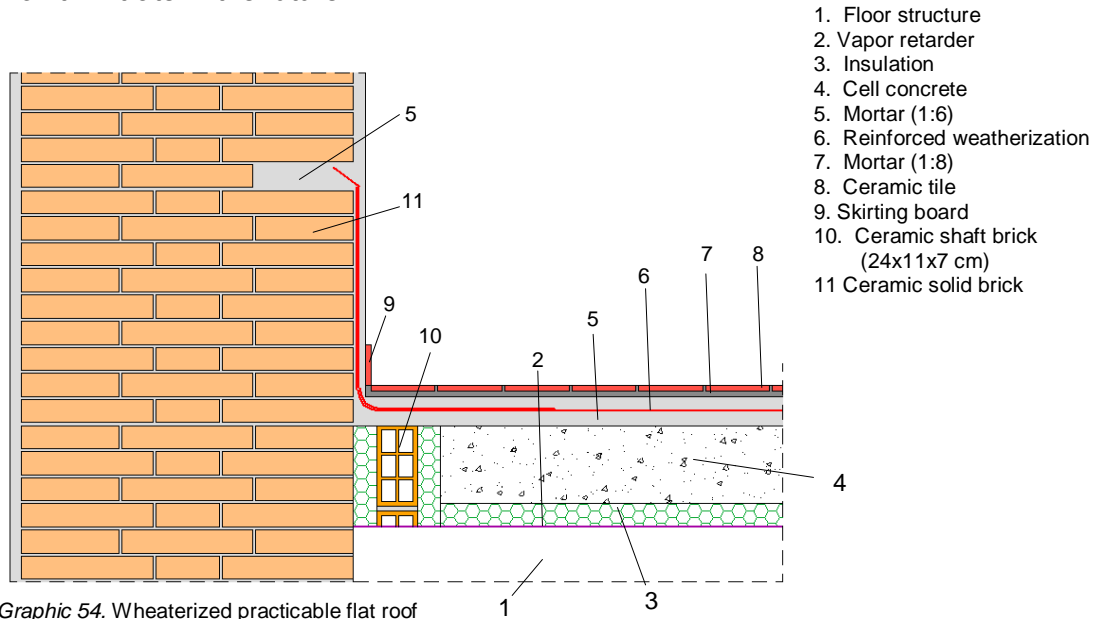 1. Floor structure
2. Vapor retarder
3. Insulation
4. Cell concrete
5. Mortar (1:6)
6. Reinforced weatherization
7. Mortar (1:8)
8. Ceramic tile
9. Skirting board
10. Ceramic shaft brick
(24x11x7 cm)
11 Ceramic solid brick
5
11
7
8
6
9
5
10
2
4
1
3
Graphic 54. Wheaterized practicable flat roof